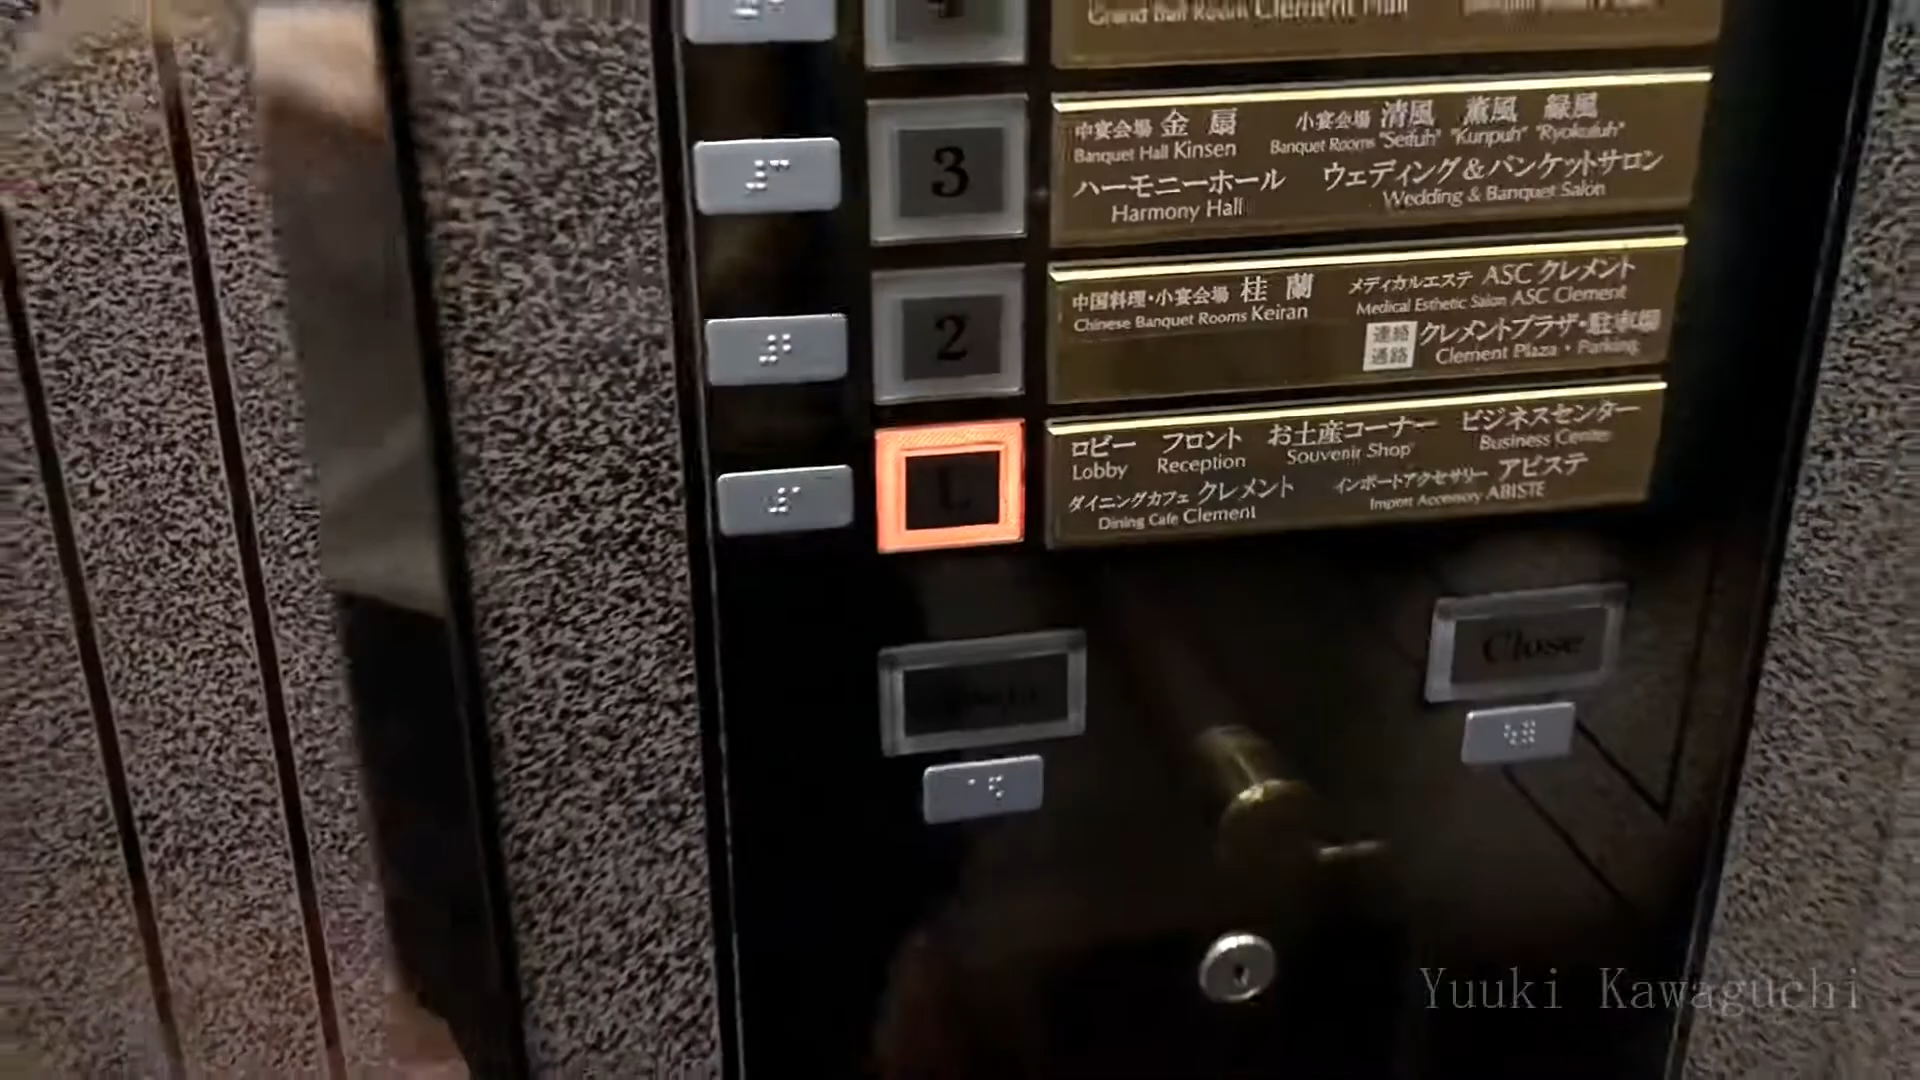 Grand Ball Room Clement Hall
3
中宴会場 金 扇 小宴会場 清風 薫風 緑風
Banquet Hall Kinsen Banquet Rooms "Seifuh" "Kunpuh" "Ryokufuh"
ハーモニーホール ウェディング&バンケットサロン
Harmony Hall Wedding & Banquet Salon
2
中国料理・小宴会場 桂 蘭 メディカルエステ ASC クレメント
Chinese Banquet Rooms Keiran Medical Esthetic Salon ASC Clement
連絡通路 クレメントプラザ・駐車場
Clement Plaza・Parking
L
ロビー フロント お土産コーナー ビジネスセンター
Lobby Reception Souvenir Shop Business Center
ダイニングカフェ クレメント インポートアクセサリー アビステ
Dining Cafe Clement Import Accessory ABISTE
Close
Yuuki Kawaguchi